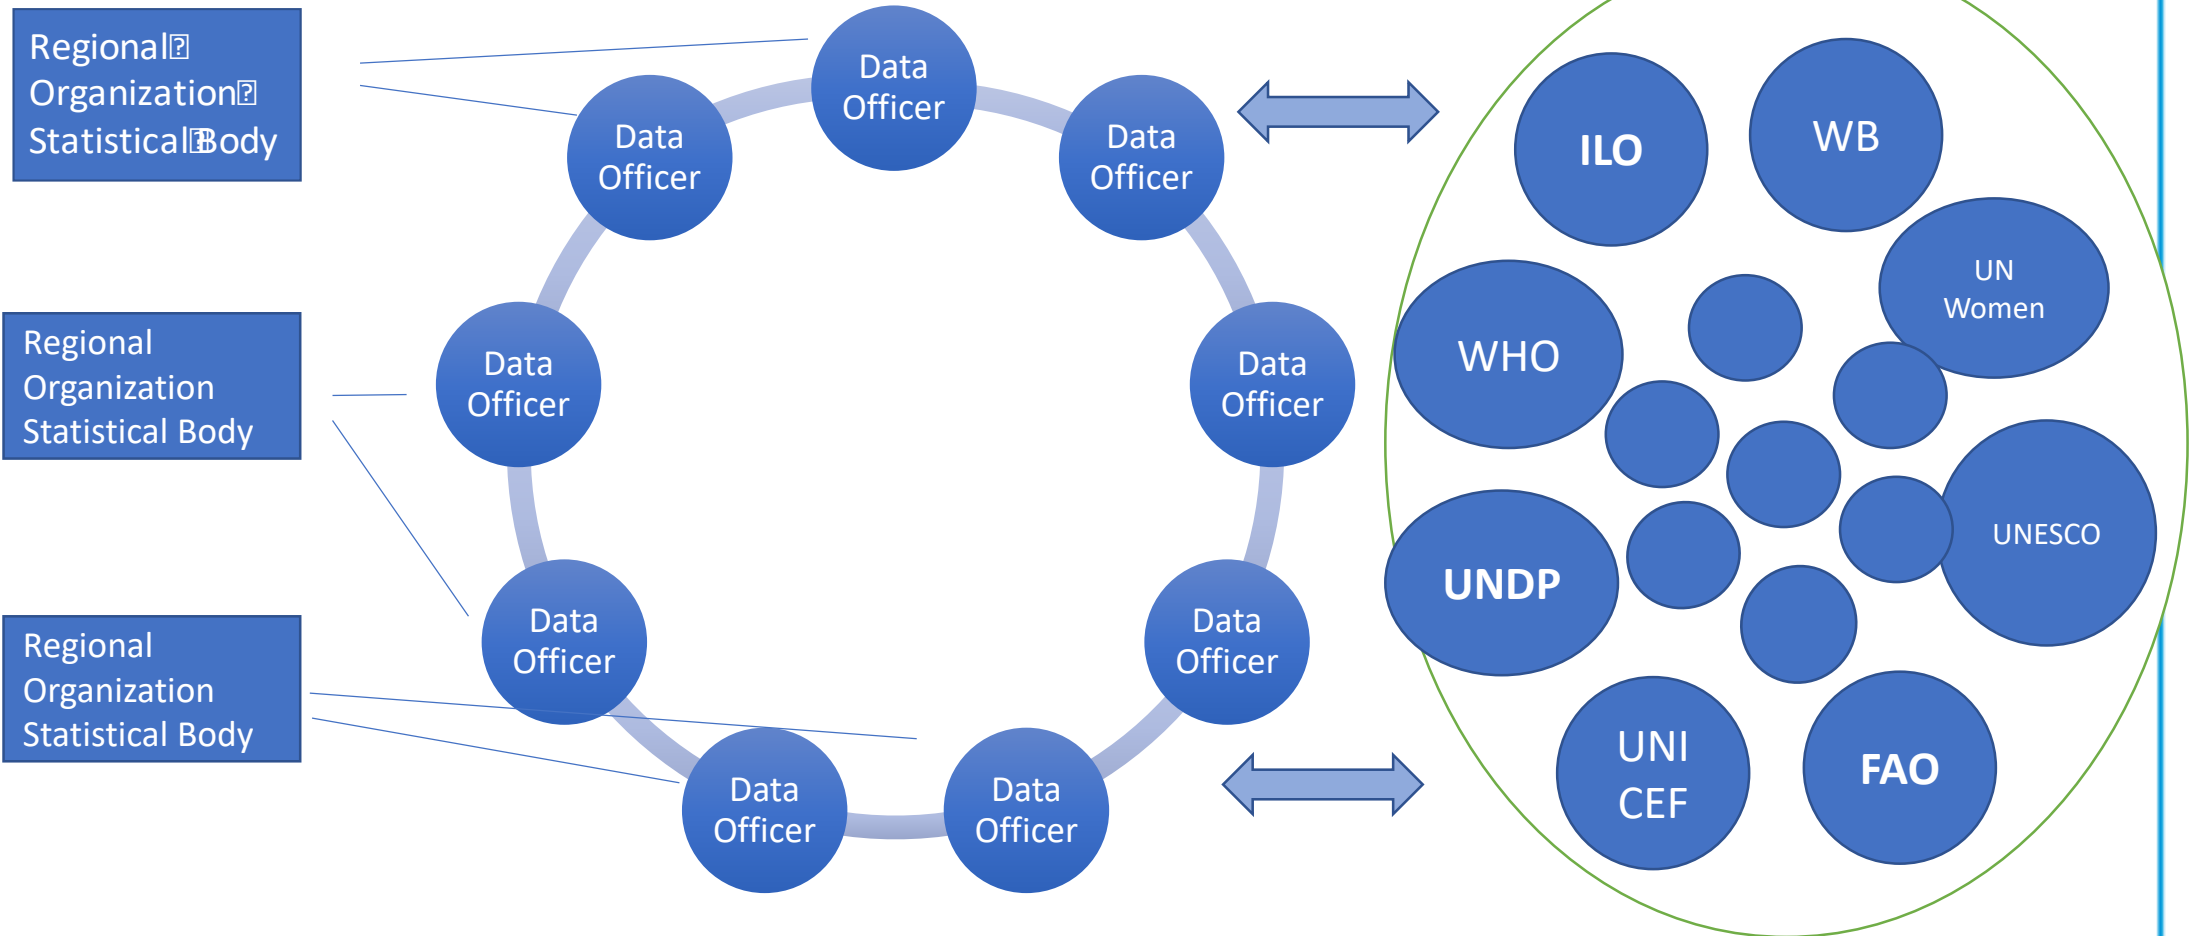 Regional
Organization
Statistical Body
Regional
Organization
Statistical Body
Regional
Organization
Statistical Body
Data
Officer
Data
Officer
Data
Officer
Data
Officer
Data
Officer
Data
Officer
Data
Officer
Data
Officer
Data
Officer
ILO
WB
UN
Women
WHO
UNESCO
UNDP
UNI
CEF
FAO